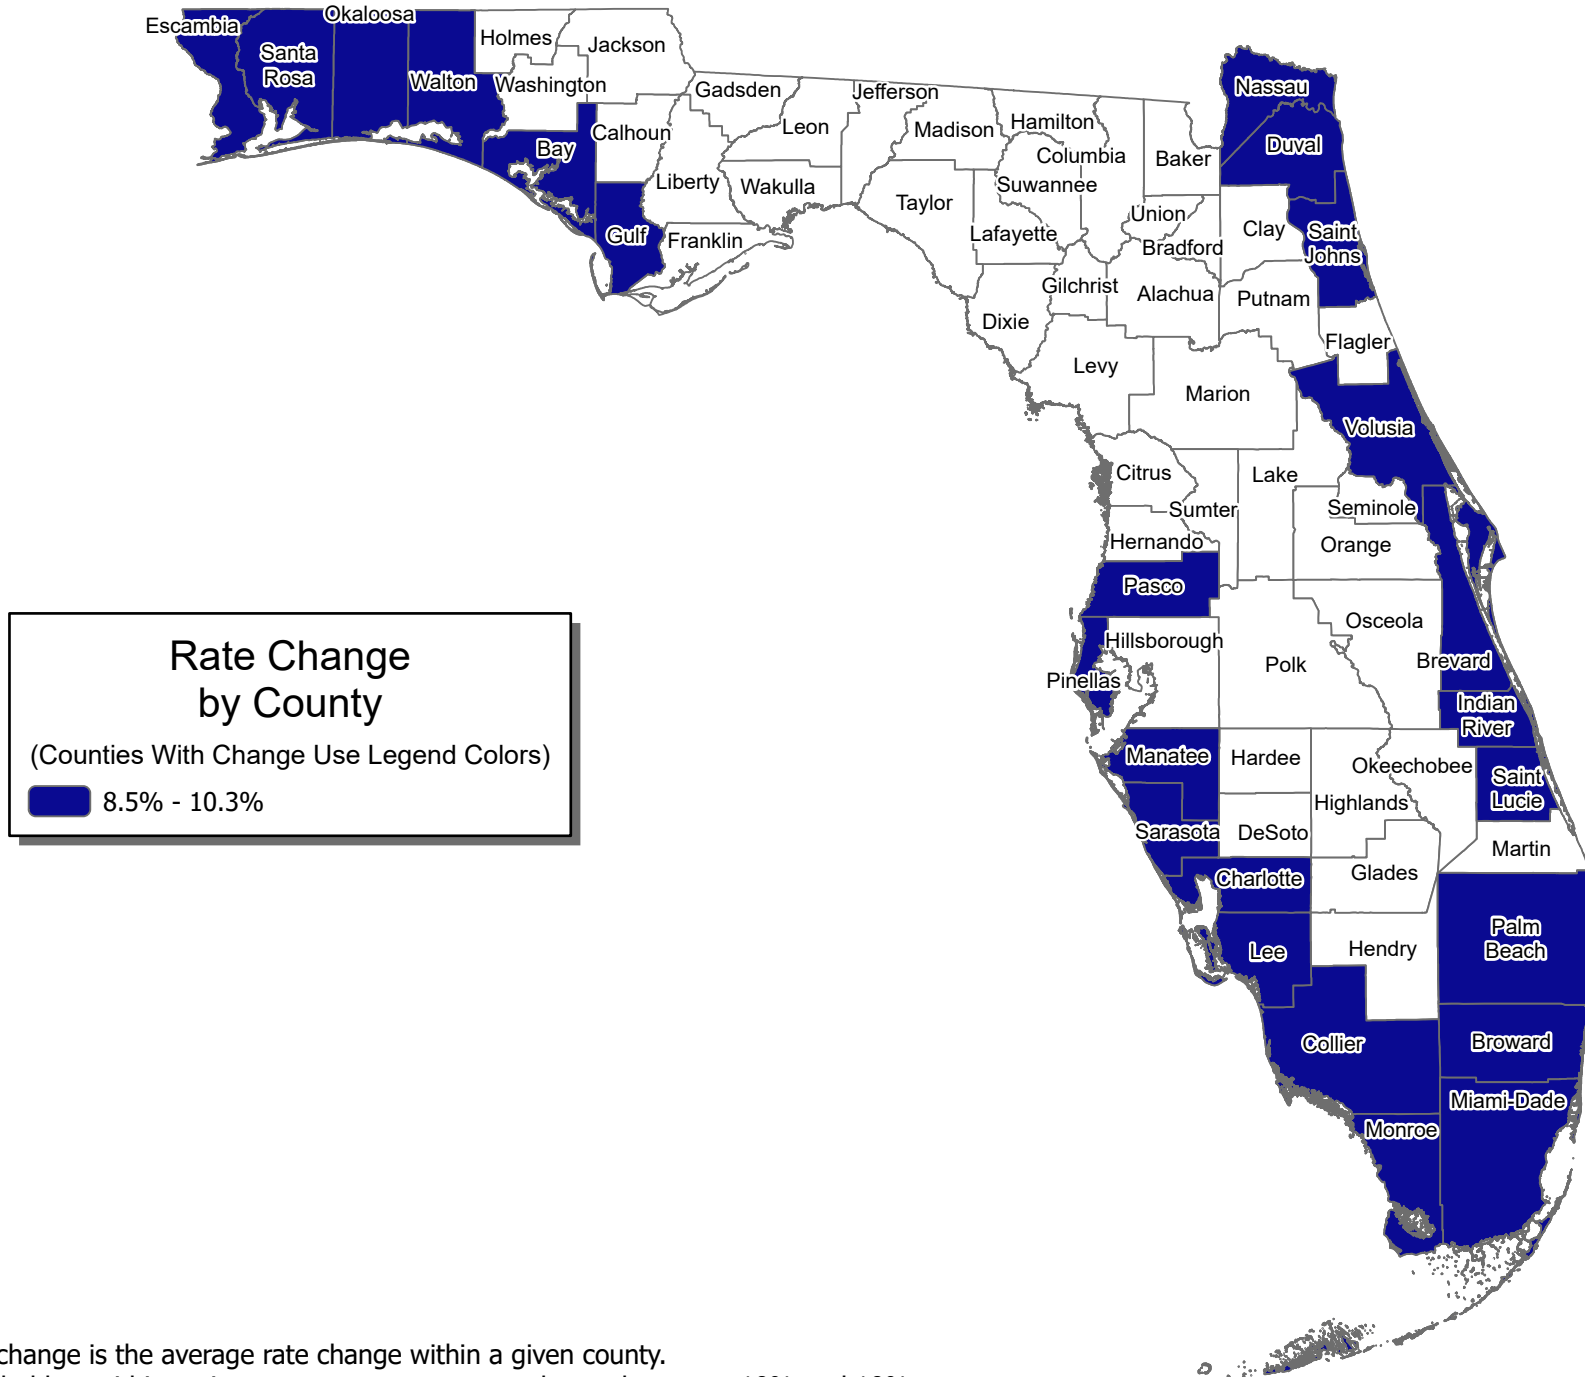 Escambia
Okaloosa
Santa
Rosa
Walton
Holmes
Jackson
Washington
Bay
Calhoun
Gulf
Liberty
Franklin
Gadsden
Leon
Wakulla
Jefferson
Madison
Taylor
Hamilton
Columbia
Suwannee
Lafayette
Baker
Union
Bradford
Nassau
Duval
Clay
Saint
Johns
Gilchrist
Alachua
Putnam
Dixie
Flagler
Levy
Marion
Volusia
Citrus
Lake
Sumter
Seminole
Hernando
Orange
Pasco
Osceola
Hillsborough
Polk
Pinellas
Brevard
Indian
River
Manatee
Hardee
Okeechobee
Saint
Lucie
Highlands
Sarasota
DeSoto
Martin
Charlotte
Glades
Palm
Beach
Lee
Hendry
Collier
Broward
Miami-Dade
Monroe
Rate Change
by County
(Counties With Change Use Legend Colors)
8.5% - 10.3%
change is the average rate change within a given county.